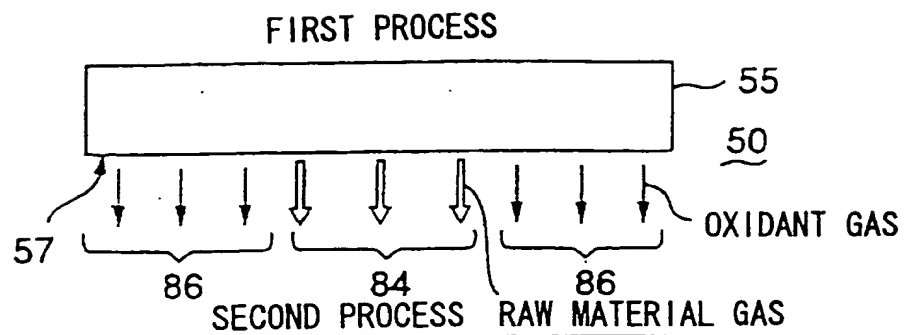 FIRST PROCESS
55
50
OXIDANT GAS
57
86
84
86
SECOND PROCESS
RAW MATERIAL GAS